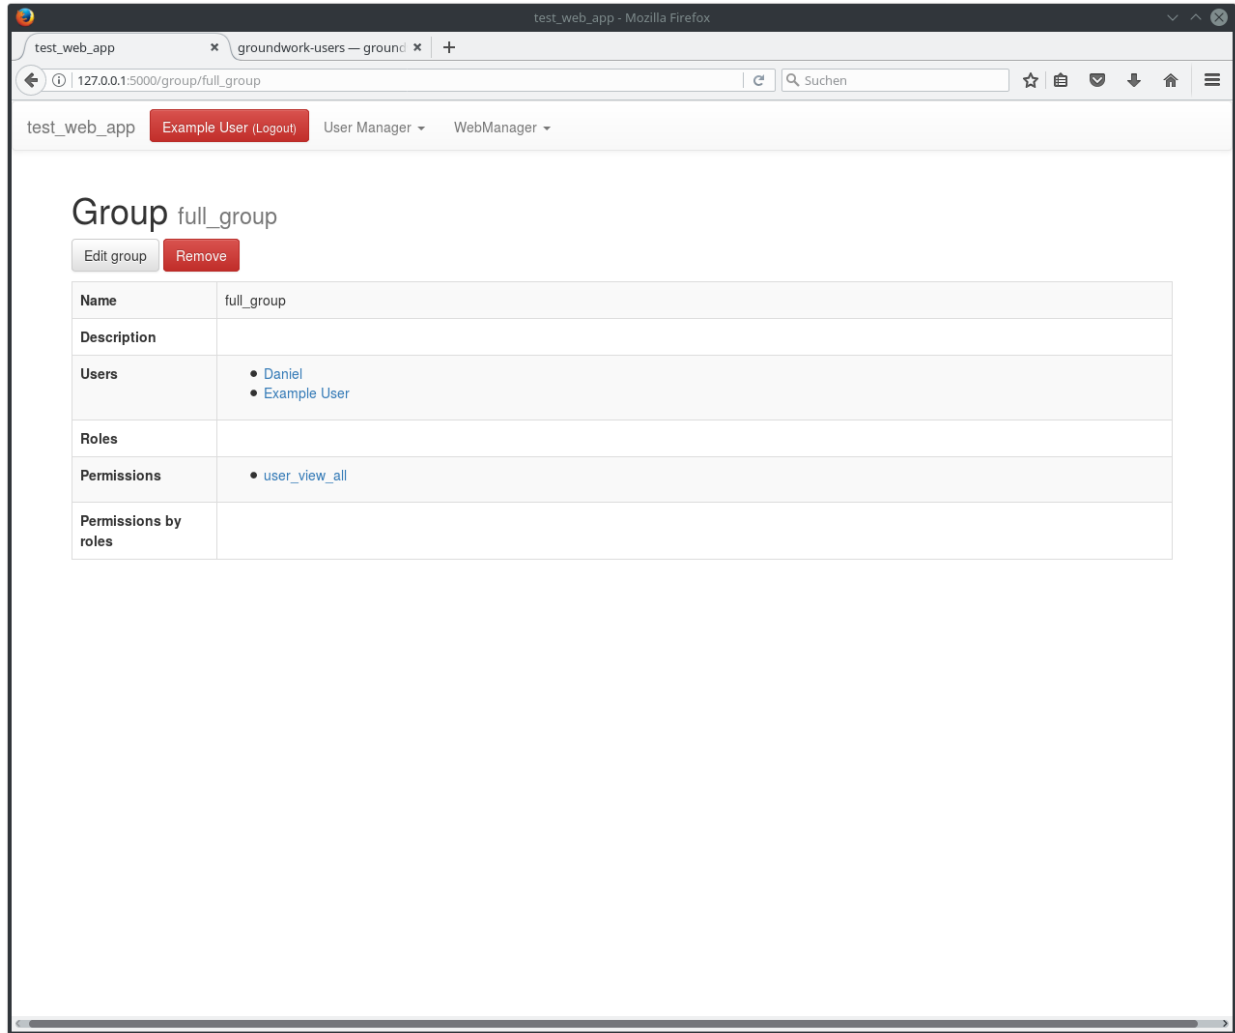 test_web_app - Mozilla Firefox
test_web_app
groundwork-users — ground
127.0.0.1:5000/group/full_group
Suchen
test_web_app Example User (Logout) User Manager WebManager
Group full_group
Edit group Remove
Name full_group
Description
Users
Daniel
Example User
Roles
Permissions
user_view_all
Permissions by
roles